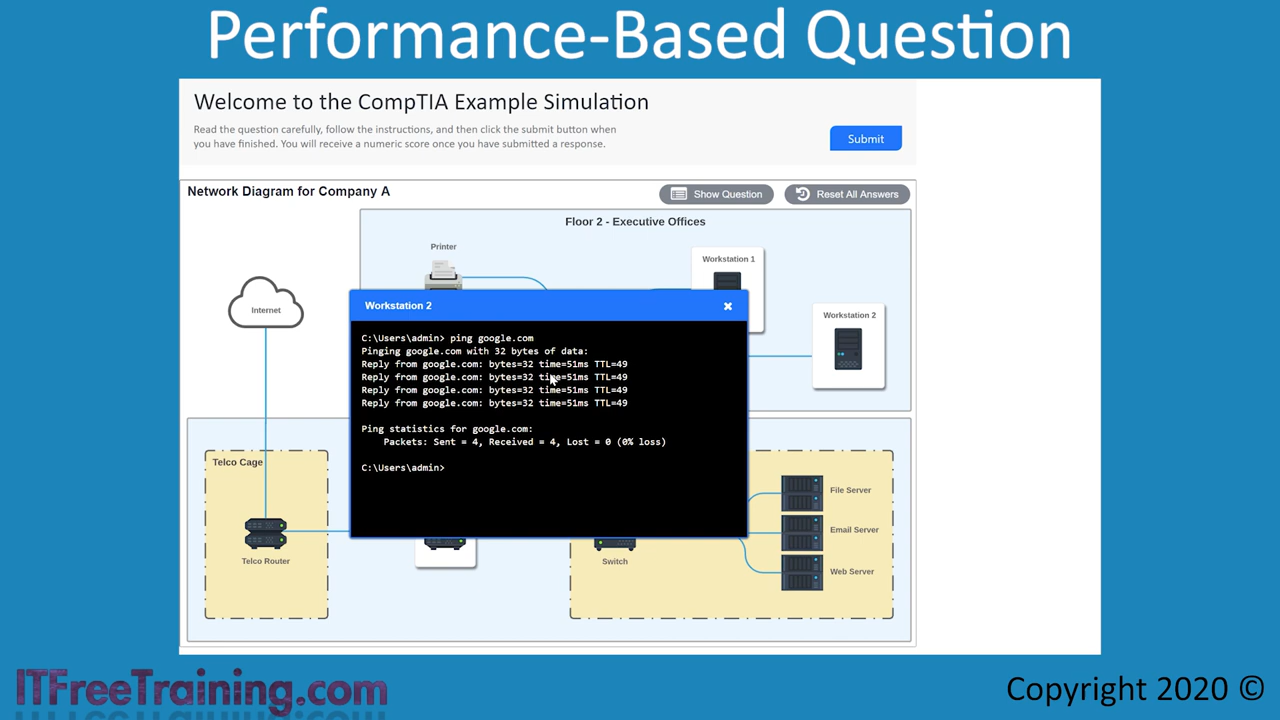 Performance-Based Question
Welcome to the CompTIA Example Simulation
Read the question carefully, follow the instructions, and then click the submit button when
you have finished. You will receive a numeric score once you have submitted a response.
Submit
Network Diagram for Company A
Show Question
Reset All Answers
Floor 2 - Executive Offices
Printer
Workstation 1
Internet
Workstation 2
Workstation 2
C:\Users\admin> ping google.com
Pinging google.com with 32 bytes of data:
Reply from google.com: bytes=32 time=51ms TTL=49
Reply from google.com: bytes=32 time=51ms TTL=49
Reply from google.com: bytes=32 time=51ms TTL=49
Reply from google.com: bytes=32 time=51ms TTL=49
Ping statistics for google.com:
Packets: Sent = 4, Received = 4, Lost = 0 (0% loss)
C:\Users\admin>
Telco Cage
File Server
Email Server
Telco Router
Switch
Web Server
ITFreeTraining.com
Copyright 2020 ©